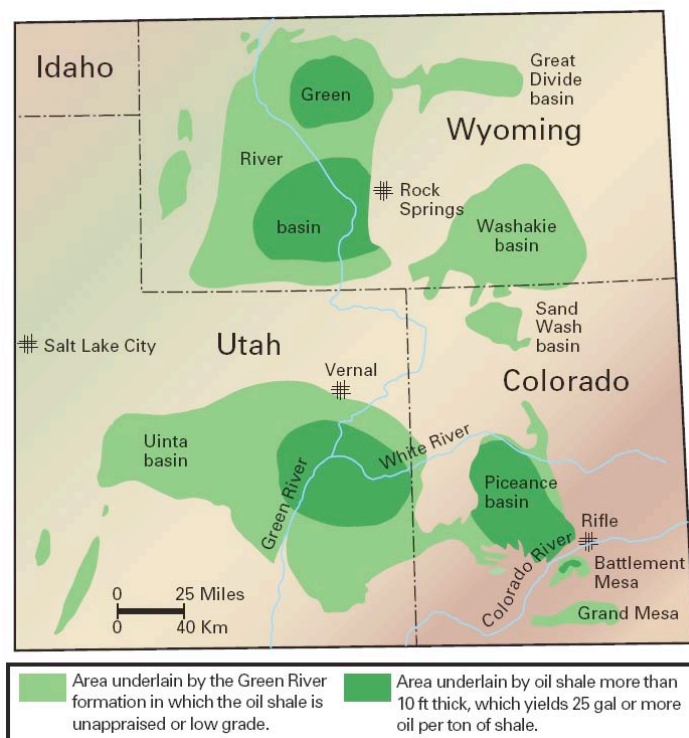 Idaho
Great
Divide
basin
Green
Wyoming
River
Rock
Springs
basin
Washakie
basin
Sand
Wash
basin
Salt Lake City
Utah
Vernal
Colorado
Uinta
basin
White River
Green River
Piceance
basin
Rifle
Colorado River
Battlement
Mesa
Grand Mesa
0 25 Miles
0 40 Km
Area underlain by the Green River
formation in which the oil shale is
unappraised or low grade.
Area underlain by oil shale more than
10 ft thick, which yields 25 gal or more
oil per ton of shale.